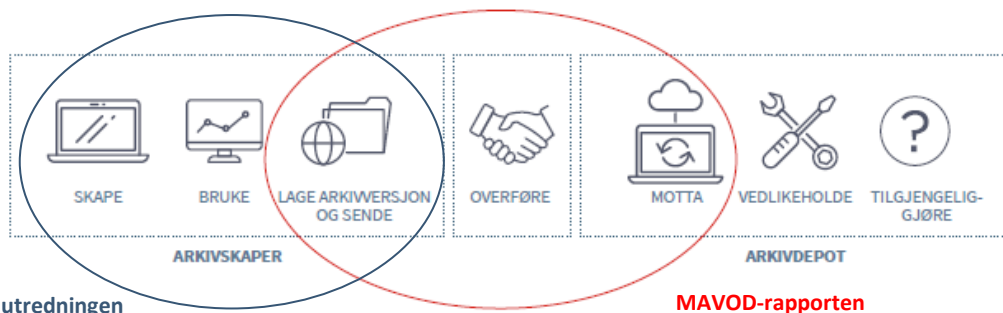 SKAPE
BRUKE
LAGE ARKIVVERSJON
OG SENDE
OVERFØRE
MOTTA
VEDLIKEHOLDE
TILGJENGELIG-
GJØRE
?
ARKIVSKAPER
ARKIVDEPOT
utredningen
MAVOD-rapporten